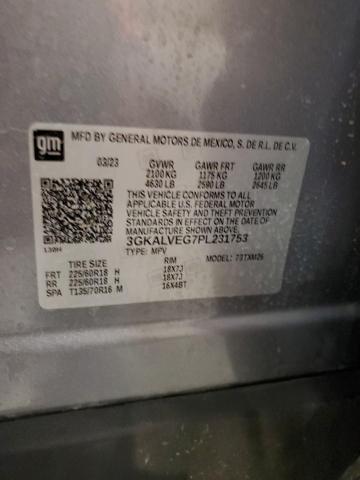 gm
MFD BY GENERAL MOTORS DE MEXICO, S. DE R.L. DE C.V.
03/23 GVWR GAWR FRT GAWR RR
2100 KG 1175 KG 1200 KG
4630 LB 2590 LB 2645 LB
THIS VEHICLE CONFORMS TO ALL
APPLICABLE U.S. FEDERAL MOTOR
VEHICLE SAFETY AND THEFT PREVENTION
STANDARDS IN EFFECT ON THE DATE OF
MANUFACTURE SHOWN ABOVE.
3GKALVEG7PL231753
TYPE: MPV MODEL: 73TXM26
TIRE SIZE RIM
FRT 225/60R18 H 18X7J
RR 225/60R18 H 18X7J
SPA T135/70R16 M 16X4BT